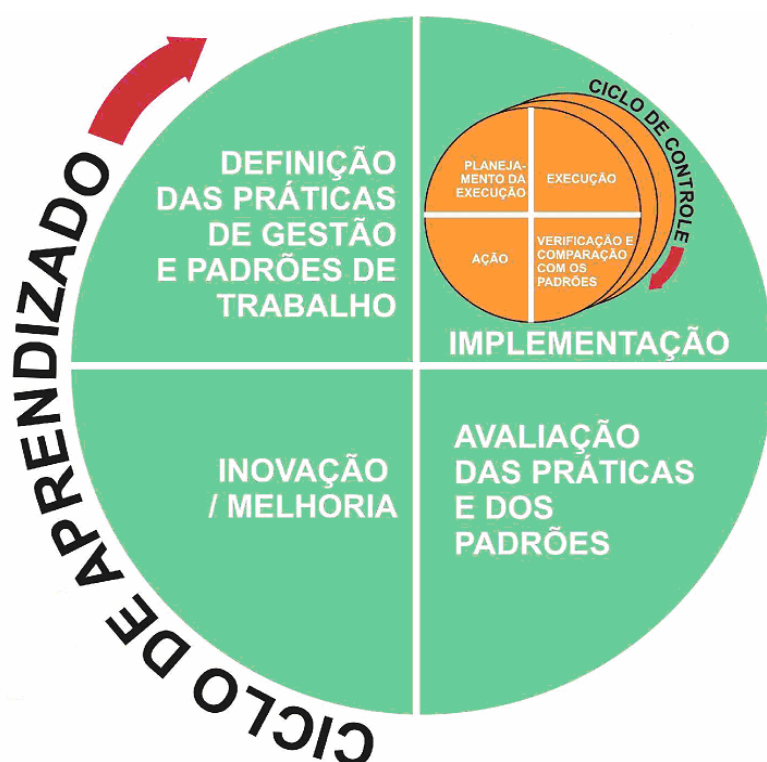 DEFINIÇÃO
DAS PRÁTICAS
DE GESTÃO
E PADRÕES DE
TRABALHO
CICLO DE CONTROLE
PLANEJA-
MENTO DA
EXECUÇÃO
EXECUÇÃO
AÇÃO
VERIFICAÇÃO E
COMPARAÇÃO
COM OS
PADRÕES
IMPLEMENTAÇÃO
INOVAÇÃO
/ MELHORIA
AVALIAÇÃO
DAS PRÁTICAS
E DOS
PADRÕES
CICLO DE APRENDIZADO